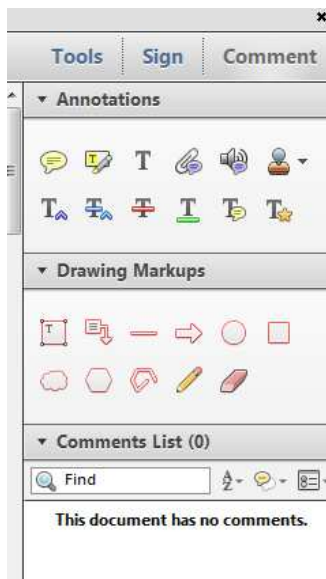 Tools Sign Comment
Annotations
Drawing Markups
Comments List (0)
Find
This document has no comments.